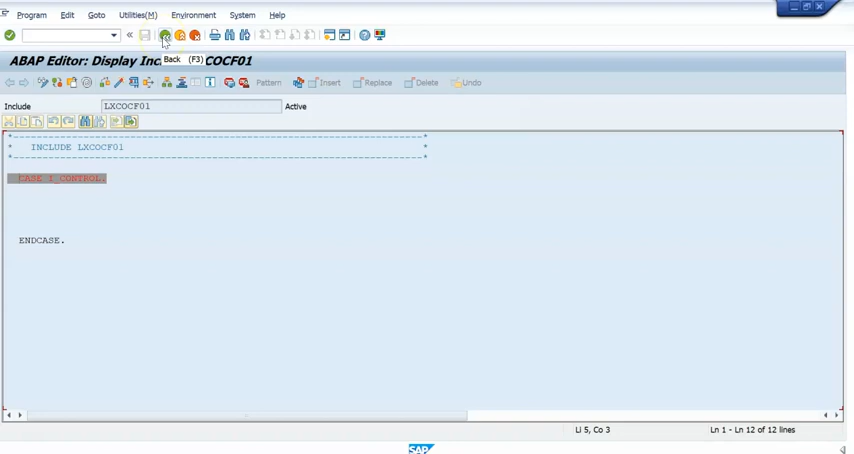 Program Edit Goto Utilities(M) Environment System Help
Back (F3)
ABAP Editor: Display Inc COCF01
Pattern Insert Replace Delete Undo
Include LXCOCF01 Active
*----------------------------------------------------------------------*
* INCLUDE LXCOCF01 *
*----------------------------------------------------------------------*
CASE I_CONTROL.
ENDCASE.
Li 5, Co 3 Ln 1 - Ln 12 of 12 lines
SAP